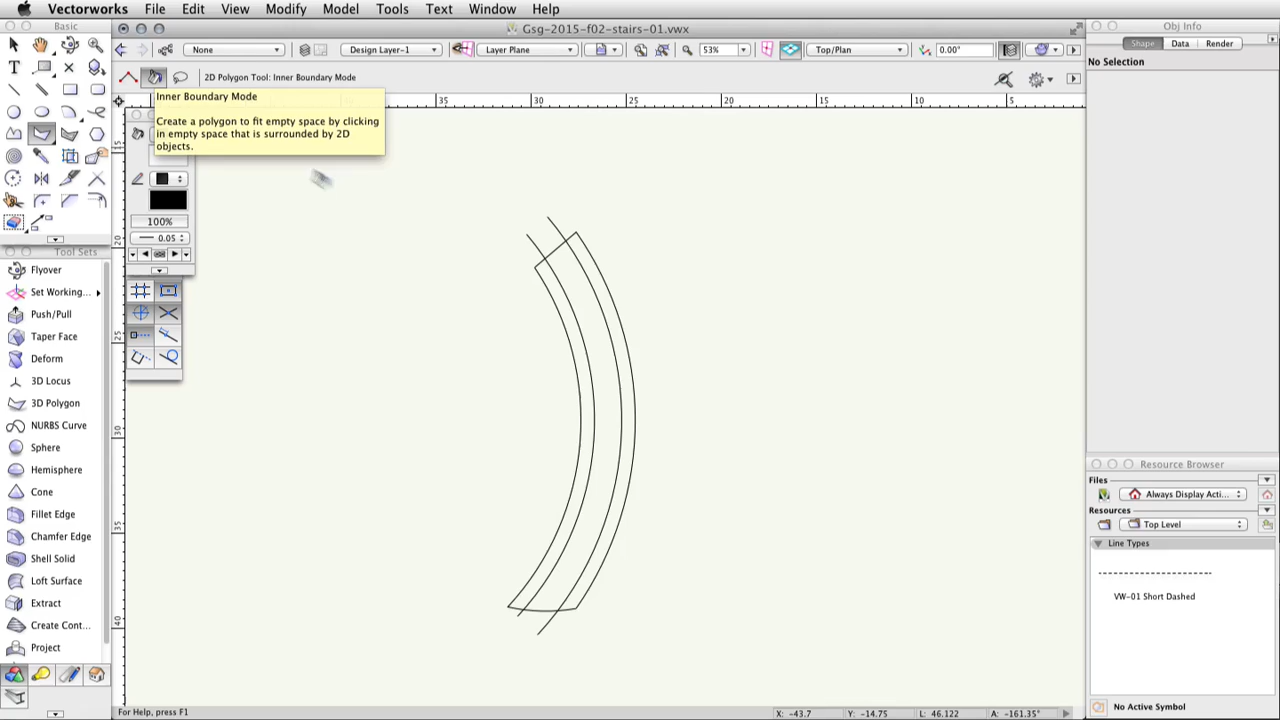 Vectorworks File Edit View Modify Model Tools Text Window Help
Basic
Gsg-2015-f02-stairs-01.vwx
Obj Info
None Design Layer-1 Layer Plane 53% Top/Plan 0.00°
Shape Data Render
No Selection
2D Polygon Tool: Inner Boundary Mode
Inner Boundary Mode
Create a polygon to fit empty space by clicking
in empty space that is surrounded by 2D
objects.
35 30 25 20 15 10 5
15
20
25
30
35
40
100%
0.05
Tool Sets
Flyover
Set Working...
Push/Pull
Taper Face
Deform
3D Locus
3D Polygon
NURBS Curve
Sphere
Hemisphere
Cone
Fillet Edge
Chamfer Edge
Shell Solid
Loft Surface
Extract
Create Cont...
Project
Resource Browser
Files
Always Display Acti...
Resources
Top Level
Line Types
VW-01 Short Dashed
No Active Symbol
For Help, press F1
X: -43.7 Y: -14.75 L: 46.122 A: -161.35°